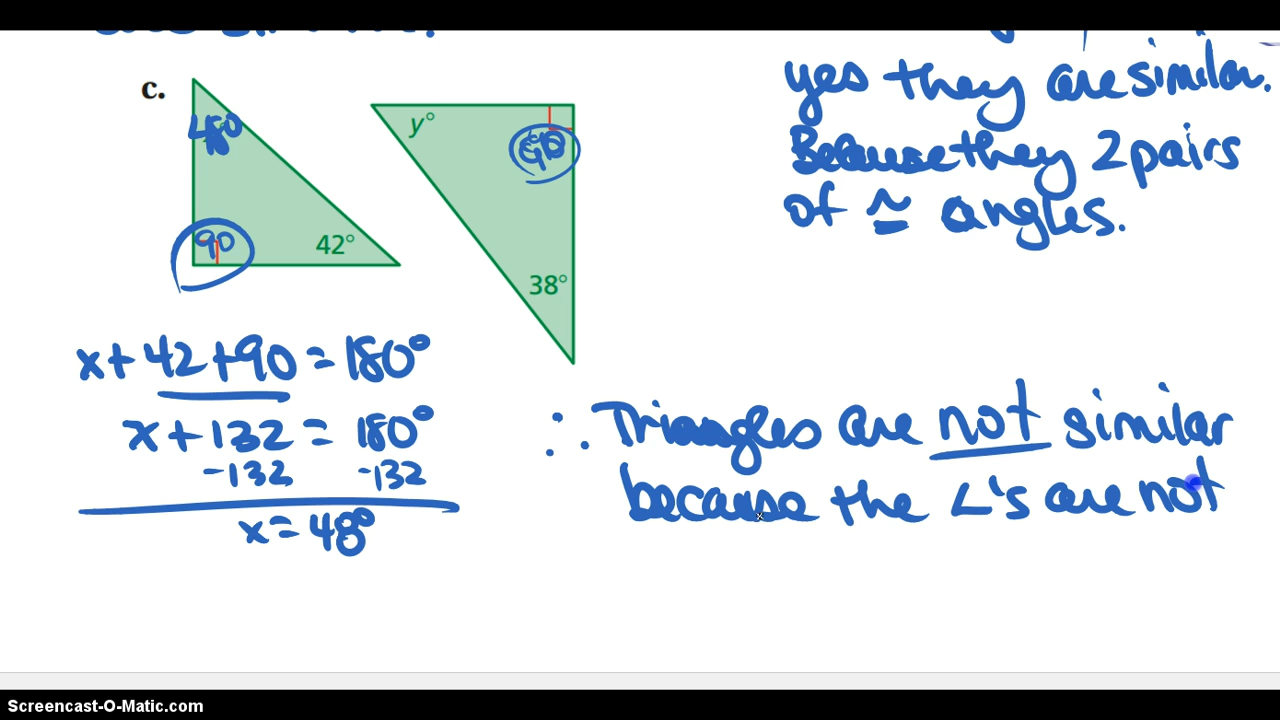 yes they are similar.
c.
48°
y°
90
Because they 2 pairs
of ≅ angles.
90
42°
38°
x + 42 + 90 = 180°
x + 132 = 180°
-132 -132
x = 48°
∴ Triangles are not similar
because the ∠'s are not
Screencast-O-Matic.com